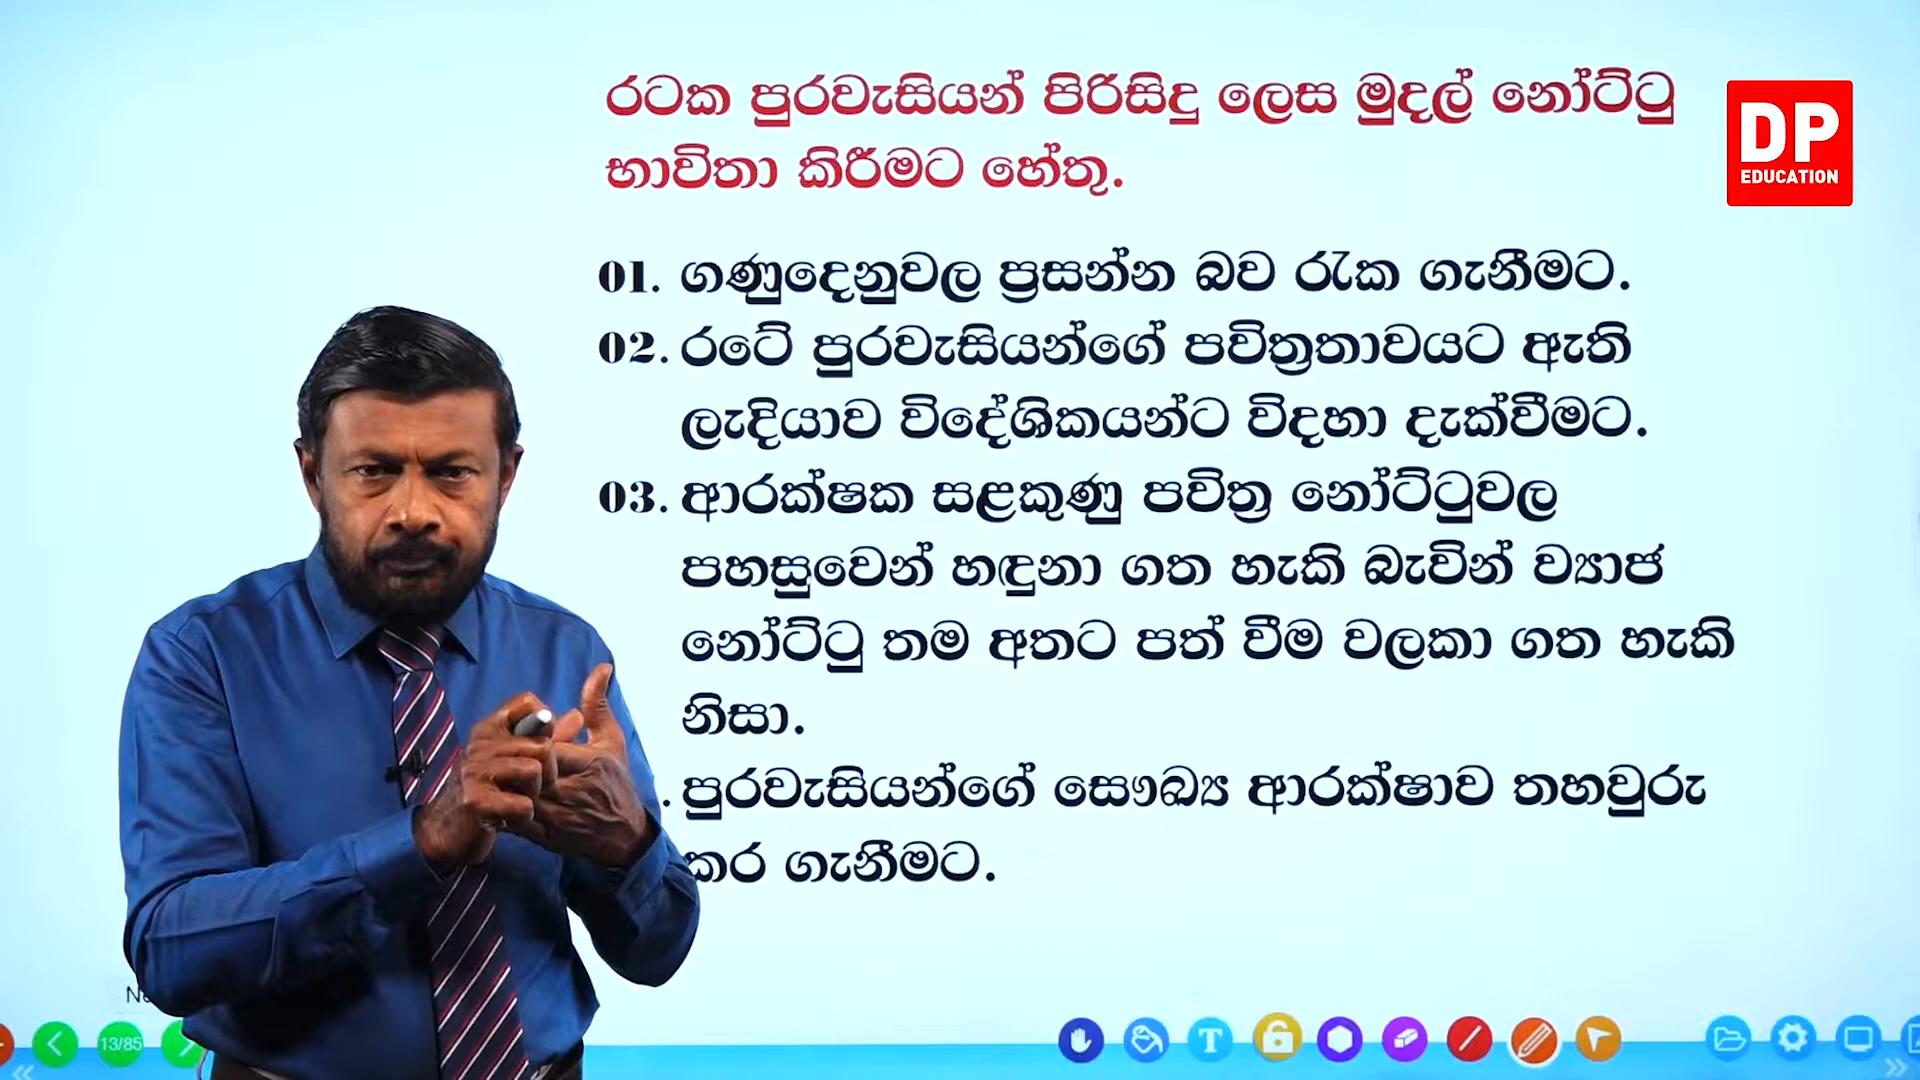 රටක පුරවැසියන් පිරිසිදු ලෙස මුදල් නෝට්ටු
භාවිතා කිරීමට හේතු.
DP
EDUCATION
01. ගණුදෙනුවල ප්‍රසන්න බව රැක ගැනීමට.
02. රටේ පුරවැසියන්ගේ පවිත්‍රතාවයට ඇති
ලැදියාව විදේශිකයන්ට විදහා දැක්වීමට.
03. ආරක්ෂක සළකුණු පවිත්‍ර නෝට්ටුවල
පහසුවෙන් හඳුනා ගත හැකි බැවින් ව්‍යාජ
නෝට්ටු තම අතට පත් වීම වලකා ගත හැකි
නිසා.
. පුරවැසියන්ගේ සෞඛ්‍ය ආරක්ෂාව තහවුරු
කර ගැනීමට.
13/85
T